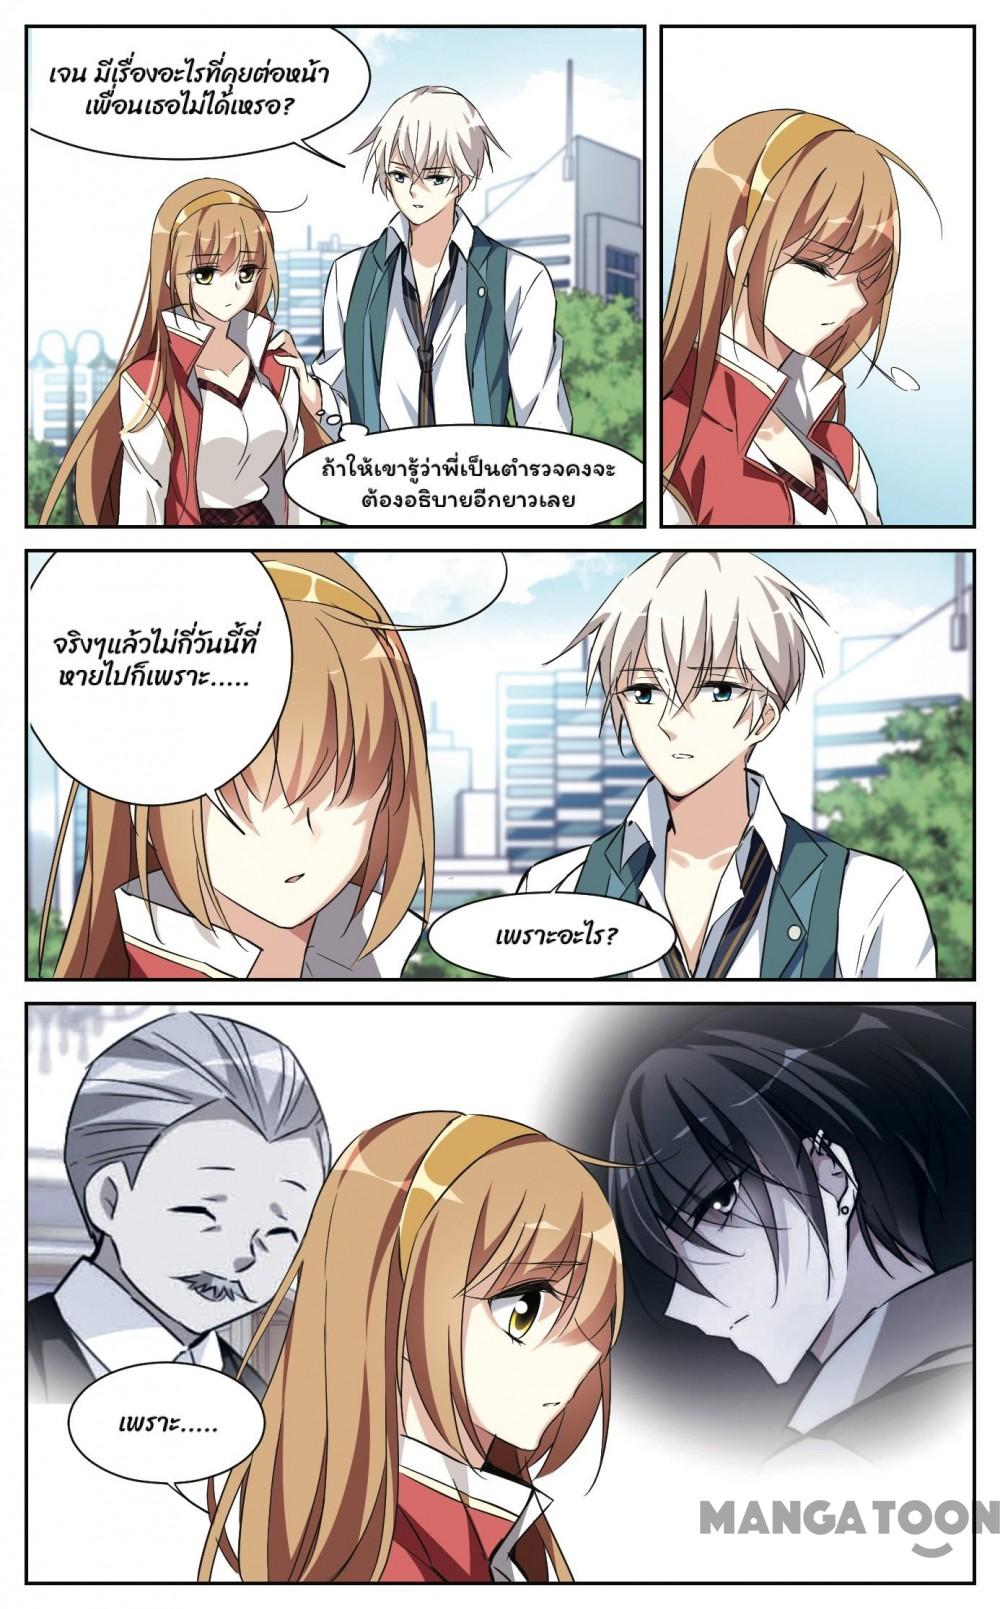 เจน มีเรื่องอะไรที่คุยต่อหน้า
เพื่อนเธอไม่ได้เหรอ?
ถ้าให้เขารู้ว่าพี่เป็นตำรวจคงจะ
ต้องอธิบายอีกยาวเลย
จริงๆแล้วไม่กี่วันนี้ที่
หายไปก็เพราะ.....
เพราะอะไร?
เพราะ.....
MANGATOON